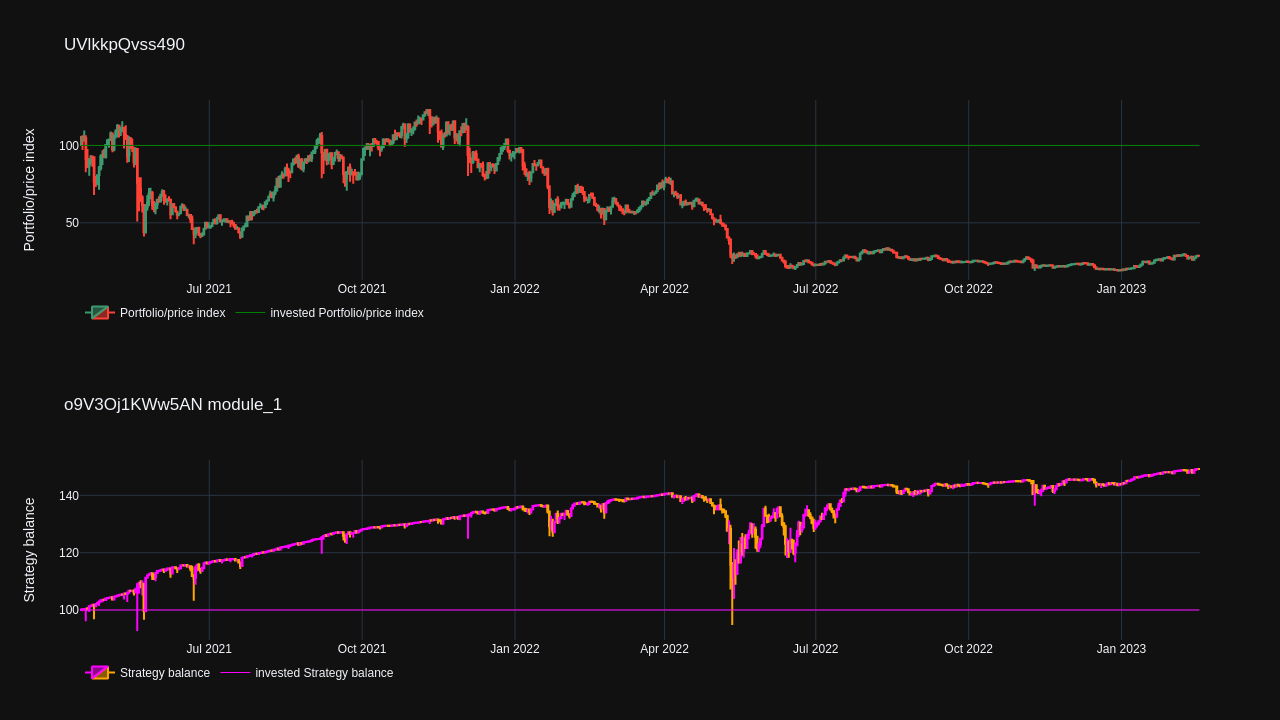 UVlkkpQvss490
Portfolio/price index
100
50
Jul 2021
Oct 2021
Jan 2022
Apr 2022
Jul 2022
Oct 2022
Jan 2023
Portfolio/price index
invested Portfolio/price index
o9V3Oj1KWw5AN module_1
Strategy balance
140
120
100
Jul 2021
Oct 2021
Jan 2022
Apr 2022
Jul 2022
Oct 2022
Jan 2023
Strategy balance
invested Strategy balance